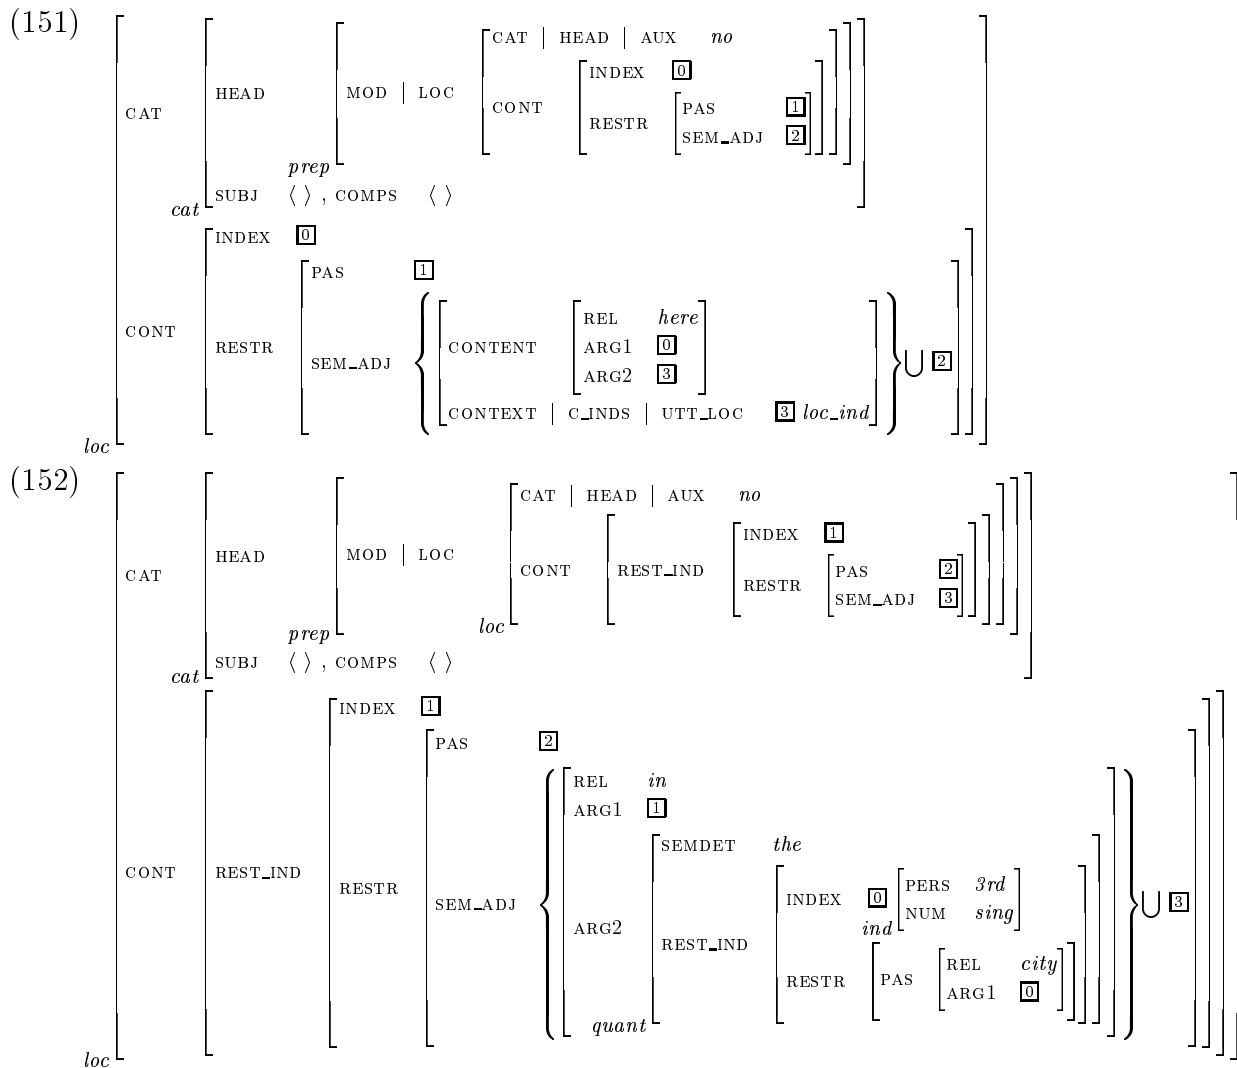 (151)
CAT | HEAD | AUX no
INDEX 0
HEAD MOD | LOC
CONT
PAS 1
CAT
RESTR
SEM_ADJ 2
prep
SUBJ ⟨ ⟩ , COMPS ⟨ ⟩
cat
INDEX 0
PAS 1
REL here
CONT RESTR CONTENT ARG1 0
SEM_ADJ ⋃ 2
ARG2 3
CONTEXT | C_INDS | UTT_LOC 3 loc_ind
loc
(152)
CAT | HEAD | AUX no
INDEX 1
HEAD MOD | LOC
CAT CONT REST_IND PAS 2
RESTR
SEM_ADJ 3
prep loc
SUBJ ⟨ ⟩ , COMPS ⟨ ⟩
cat
INDEX 1
PAS 2
REL in
ARG1 1
SEMDET the
CONT REST_IND
PERS 3rd
RESTR INDEX 0
SEM_ADJ NUM sing ⋃ 3
ARG2 ind
REST_IND
REL city
RESTR PAS
ARG1 0
quant
loc